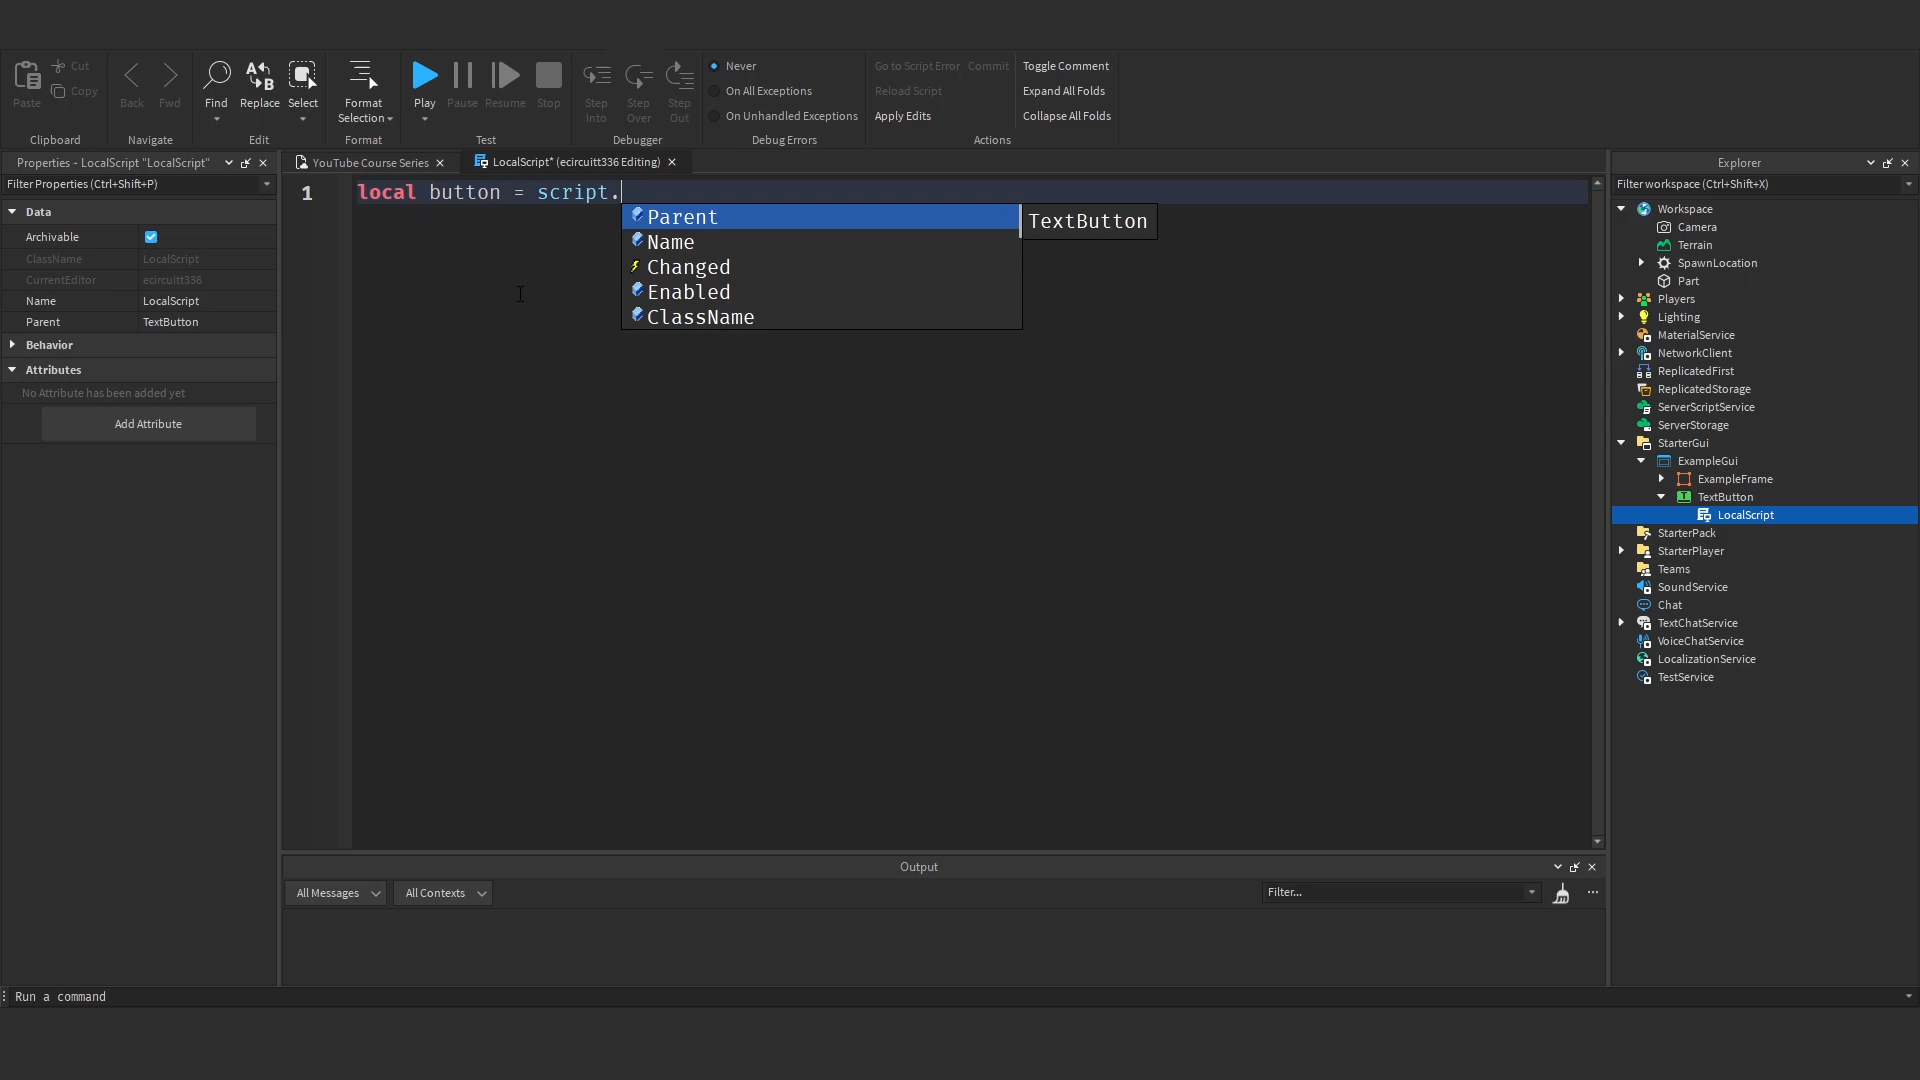 Paste
Cut
Copy
Clipboard
Back
Fwd
Navigate
Find
Replace
Select
Edit
Format
Selection
Format
Play
Pause
Resume
Stop
Test
Step
Into
Step
Over
Step
Out
Debugger
Never
On All Exceptions
On Unhandled Exceptions
Debug Errors
Go to Script Error
Commit
Reload Script
Apply Edits
Toggle Comment
Expand All Folds
Collapse All Folds
Actions
Properties - LocalScript "LocalScript"
Filter Properties (Ctrl+Shift+P)
Data
Archivable
ClassName LocalScript
CurrentEditor ecircuitt336
Name LocalScript
Parent TextButton
Behavior
Attributes
No Attribute has been added yet
Add Attribute
YouTube Course Series
LocalScript* (ecircuitt336 Editing)
1 local button = script.
Parent
Name
Changed
Enabled
ClassName
TextButton
Output
All Messages
All Contexts
Filter...
Explorer
Filter workspace (Ctrl+Shift+X)
Workspace
Camera
Terrain
SpawnLocation
Part
Players
Lighting
MaterialService
NetworkClient
ReplicatedFirst
ReplicatedStorage
ServerScriptService
ServerStorage
StarterGui
ExampleGui
ExampleFrame
TextButton
LocalScript
StarterPack
StarterPlayer
Teams
SoundService
Chat
TextChatService
VoiceChatService
LocalizationService
TestService
Run a command